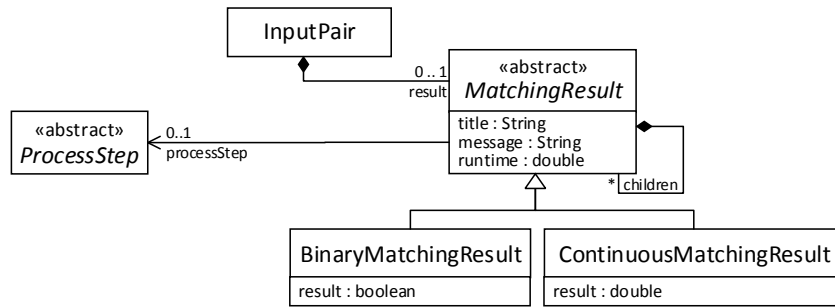 InputPair
0 .. 1
result
«abstract»
MatchingResult
title : String
message : String
runtime : double
«abstract»
ProcessStep
0..1
processStep
* children
BinaryMatchingResult
result : boolean
ContinuousMatchingResult
result : double